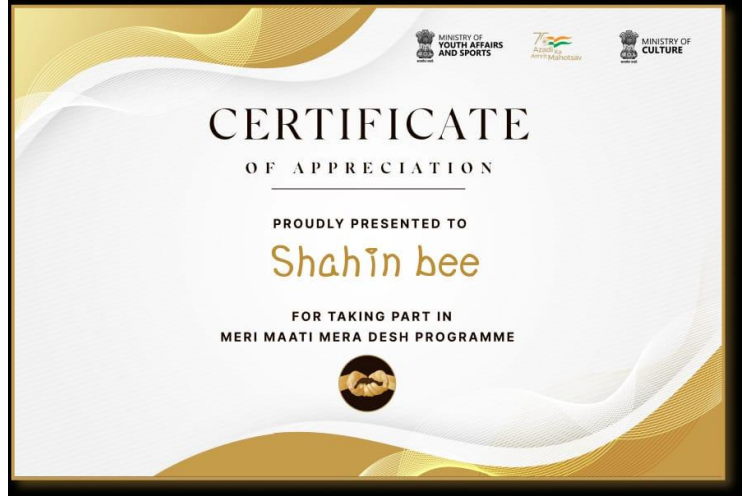 MINISTRY OF
YOUTH AFFAIRS
AND SPORTS
75
Azadi Ka
Amrit Mahotsav
MINISTRY OF
CULTURE
CERTIFICATE
OF APPRECIATION
PROUDLY PRESENTED TO
Shahin bee
FOR TAKING PART IN
MERI MAATI MERA DESH PROGRAMME